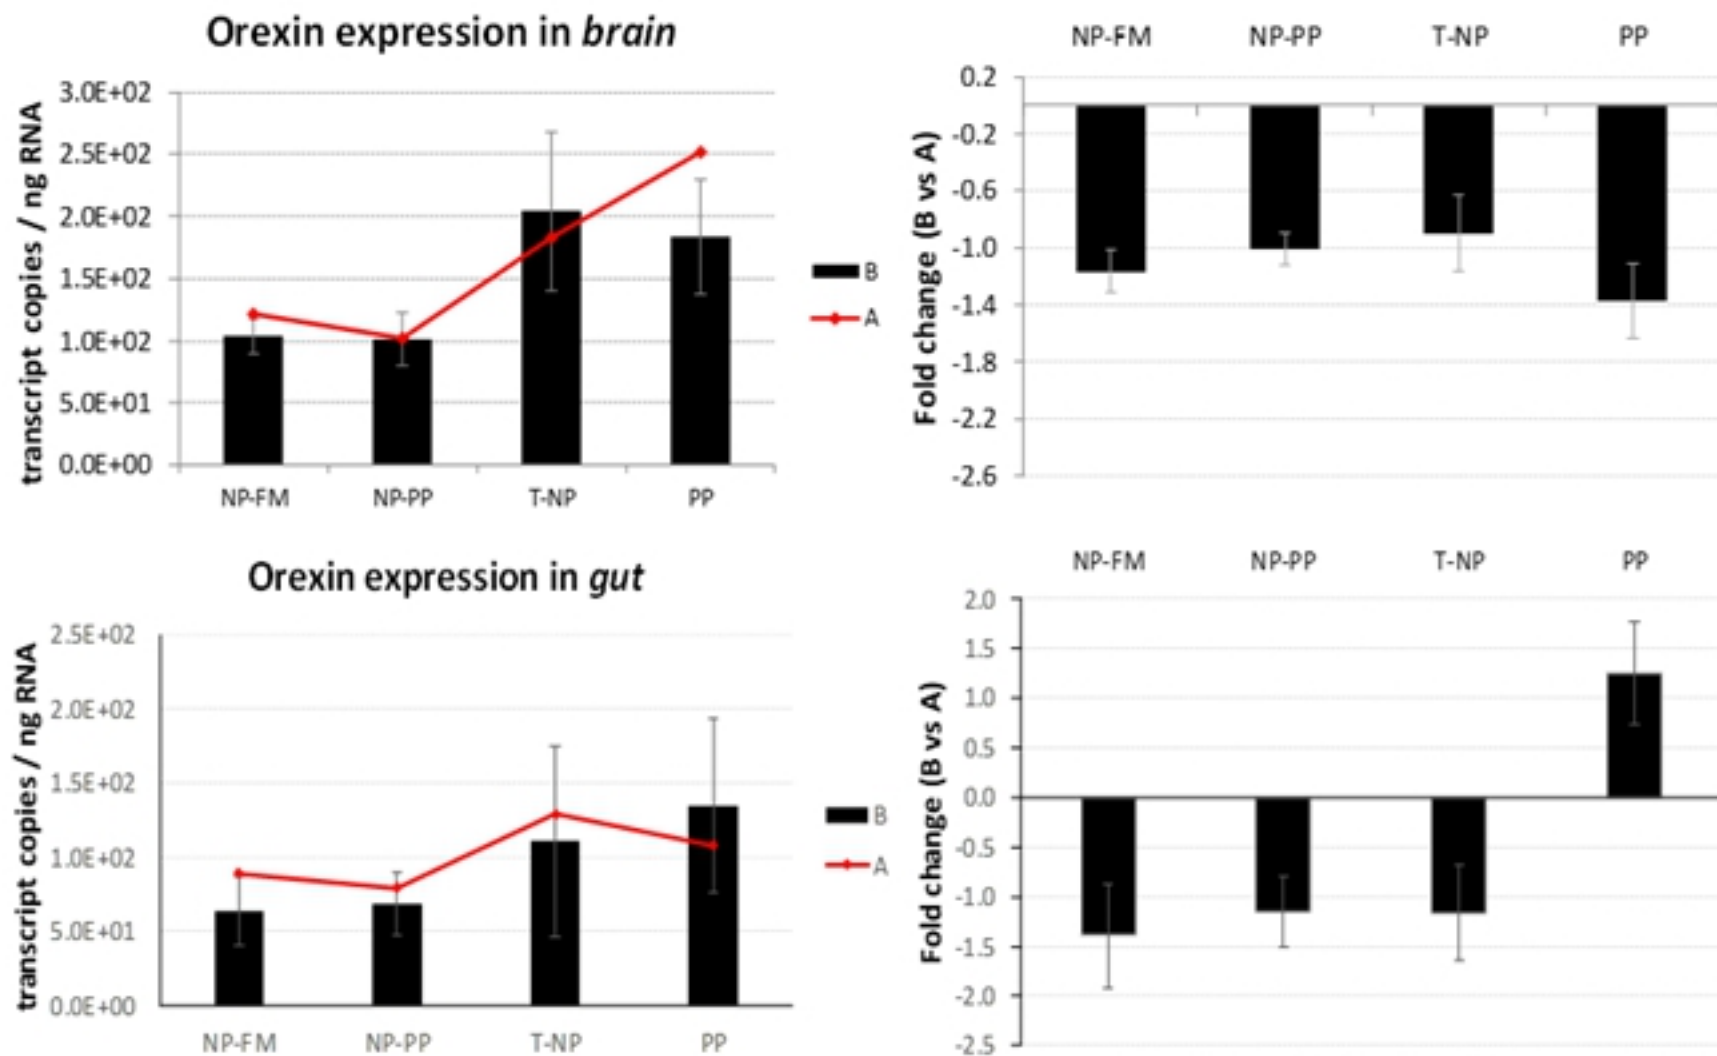 Orexin expression in brain
transcript copies / ng RNA
3.0E+02
2.5E+02
2.0E+02
1.5E+02
1.0E+02
5.0E+01
0.0E+00
NP-FM NP-PP T-NP PP
B
A
NP-FM NP-PP T-NP PP
Fold change (B vs A)
0.2
-0.2
-0.6
-1.0
-1.4
-1.8
-2.2
-2.6
Orexin expression in gut
transcript copies / ng RNA
2.5E+02
2.0E+02
1.5E+02
1.0E+02
5.0E+01
0.0E+00
NP-FM NP-PP T-NP PP
B
A
NP-FM NP-PP T-NP PP
Fold change (B vs A)
2.0
1.5
1.0
0.5
0.0
-0.5
-1.0
-1.5
-2.0
-2.5